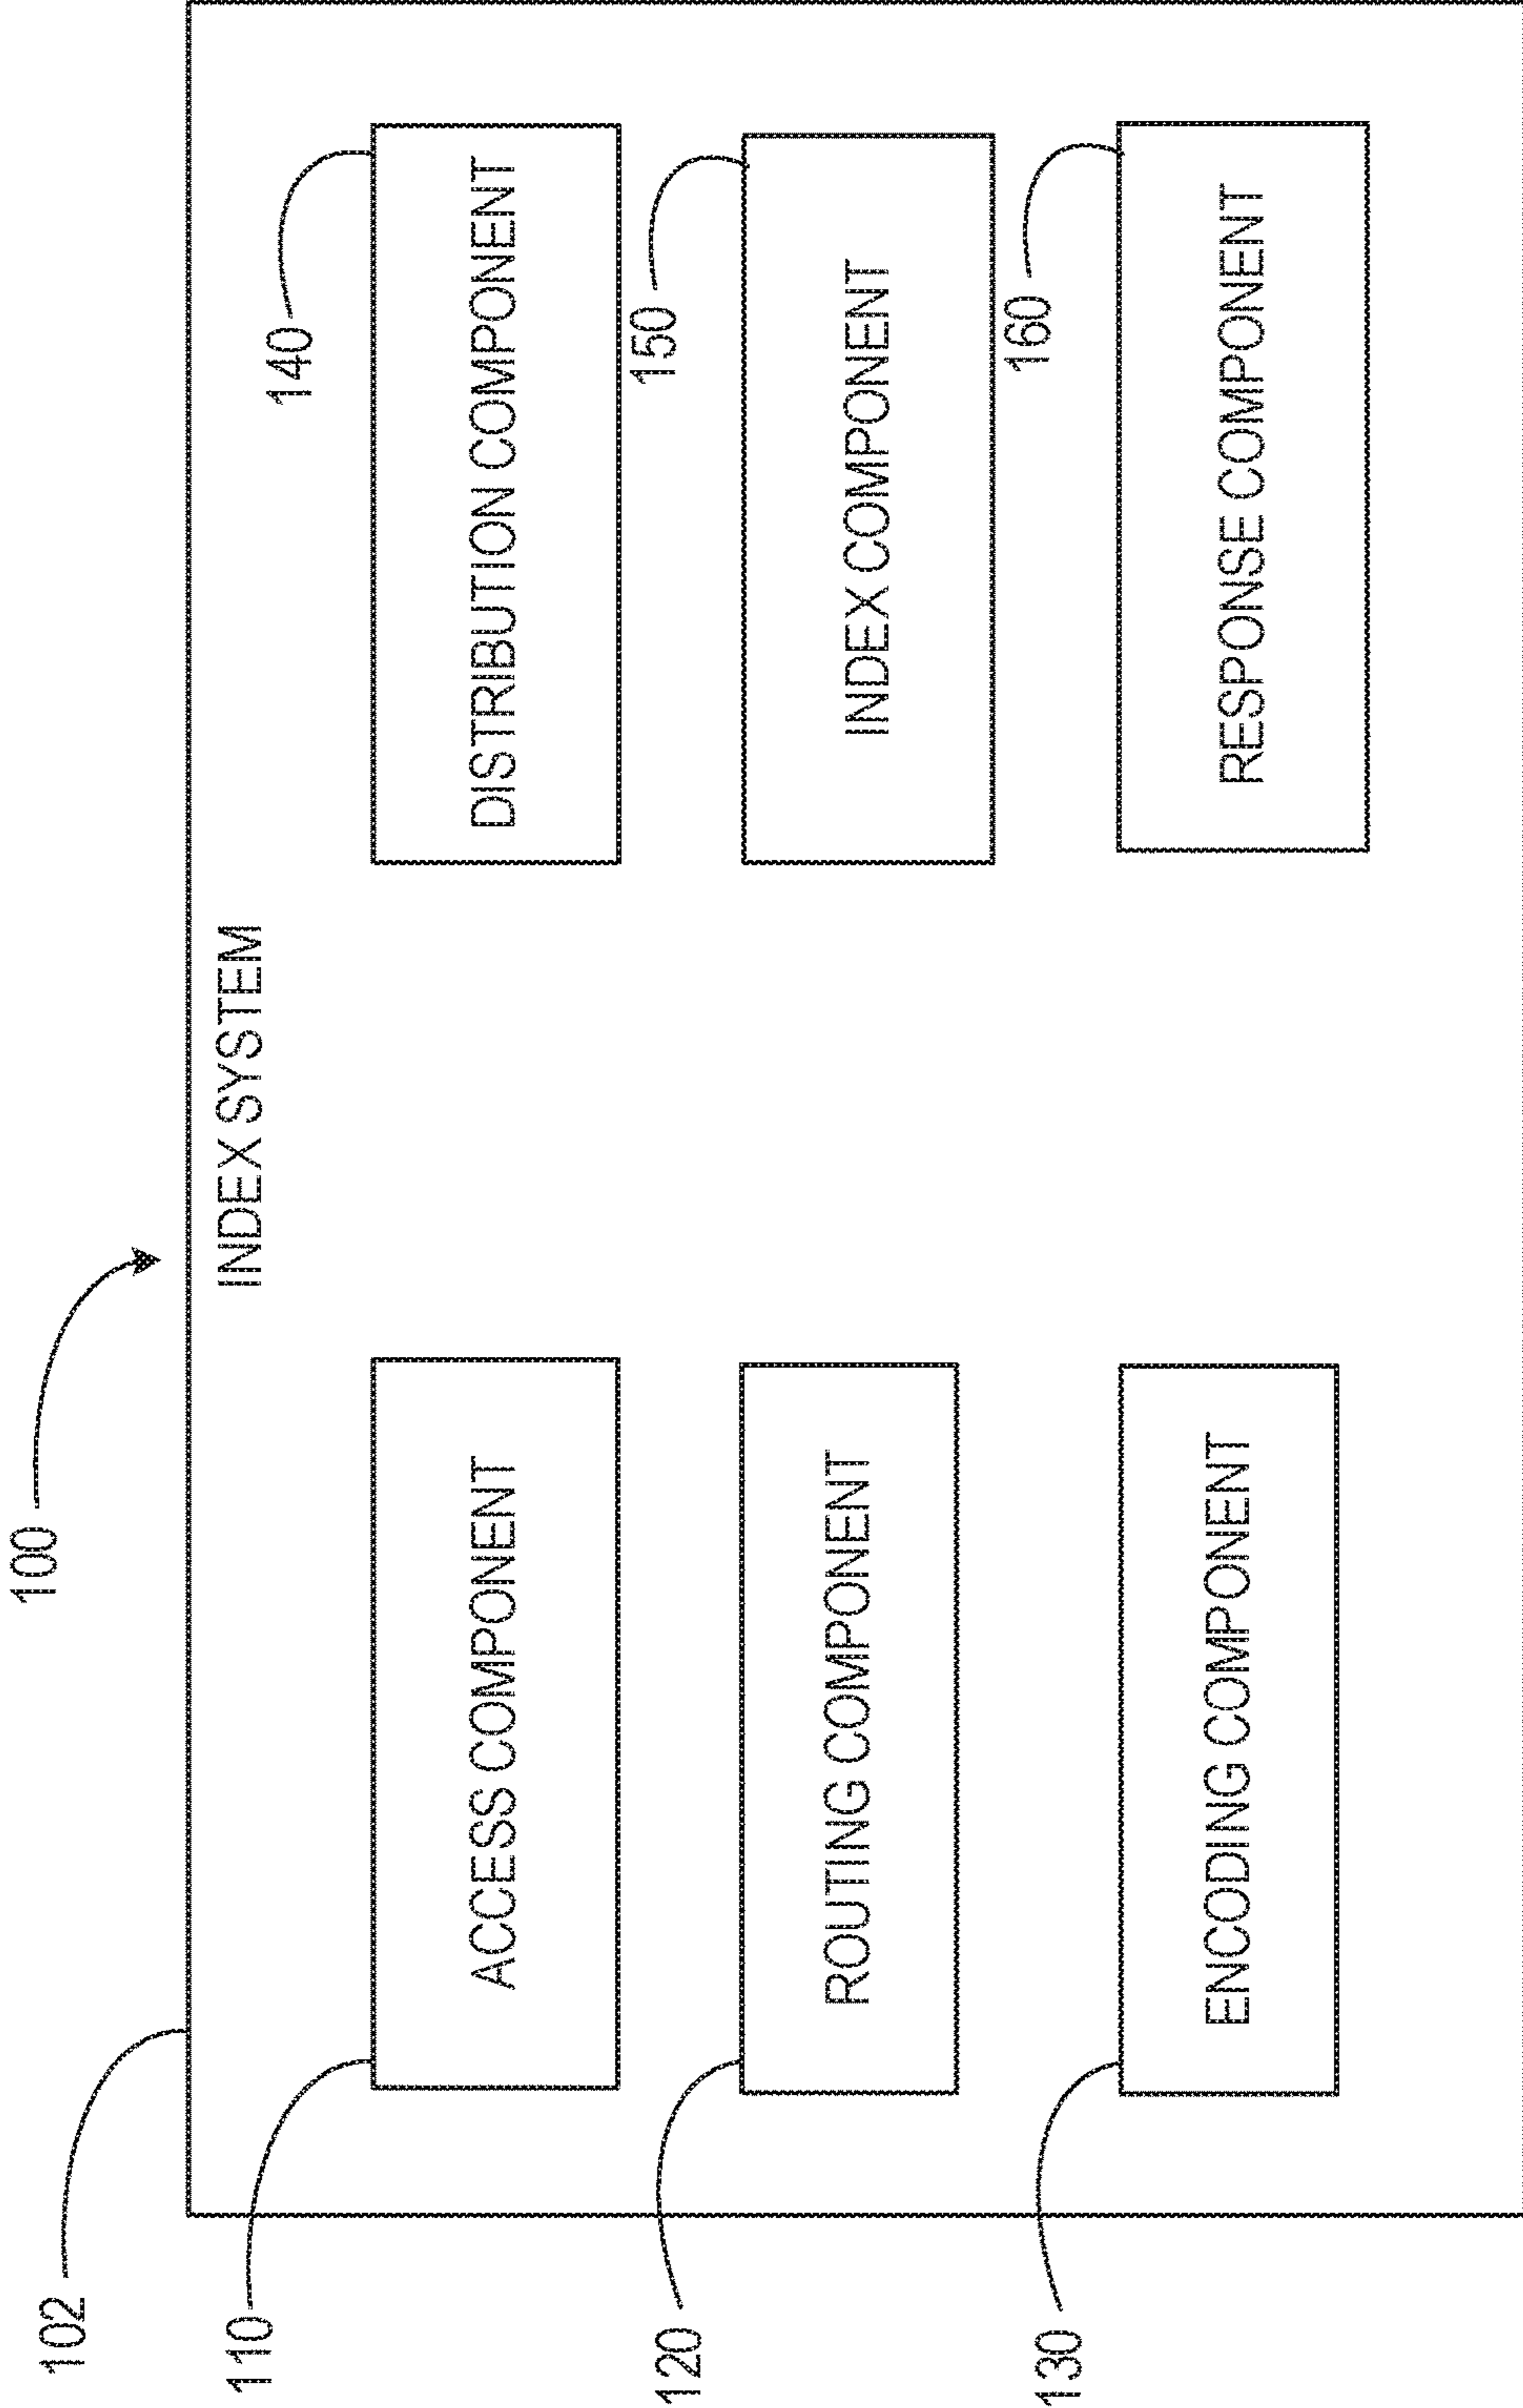 100
102
INDEX SYSTEM
110
ACCESS COMPONENT
140
DISTRIBUTION COMPONENT
120
ROUTING COMPONENT
150
INDEX COMPONENT
130
ENCODING COMPONENT
160
RESPONSE COMPONENT